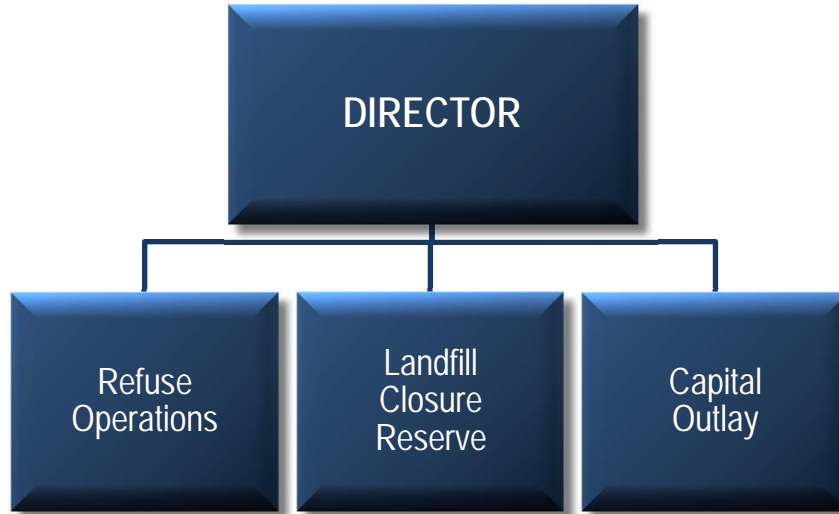 DIRECTOR
Refuse
Operations
Landfill
Closure
Reserve
Capital
Outlay